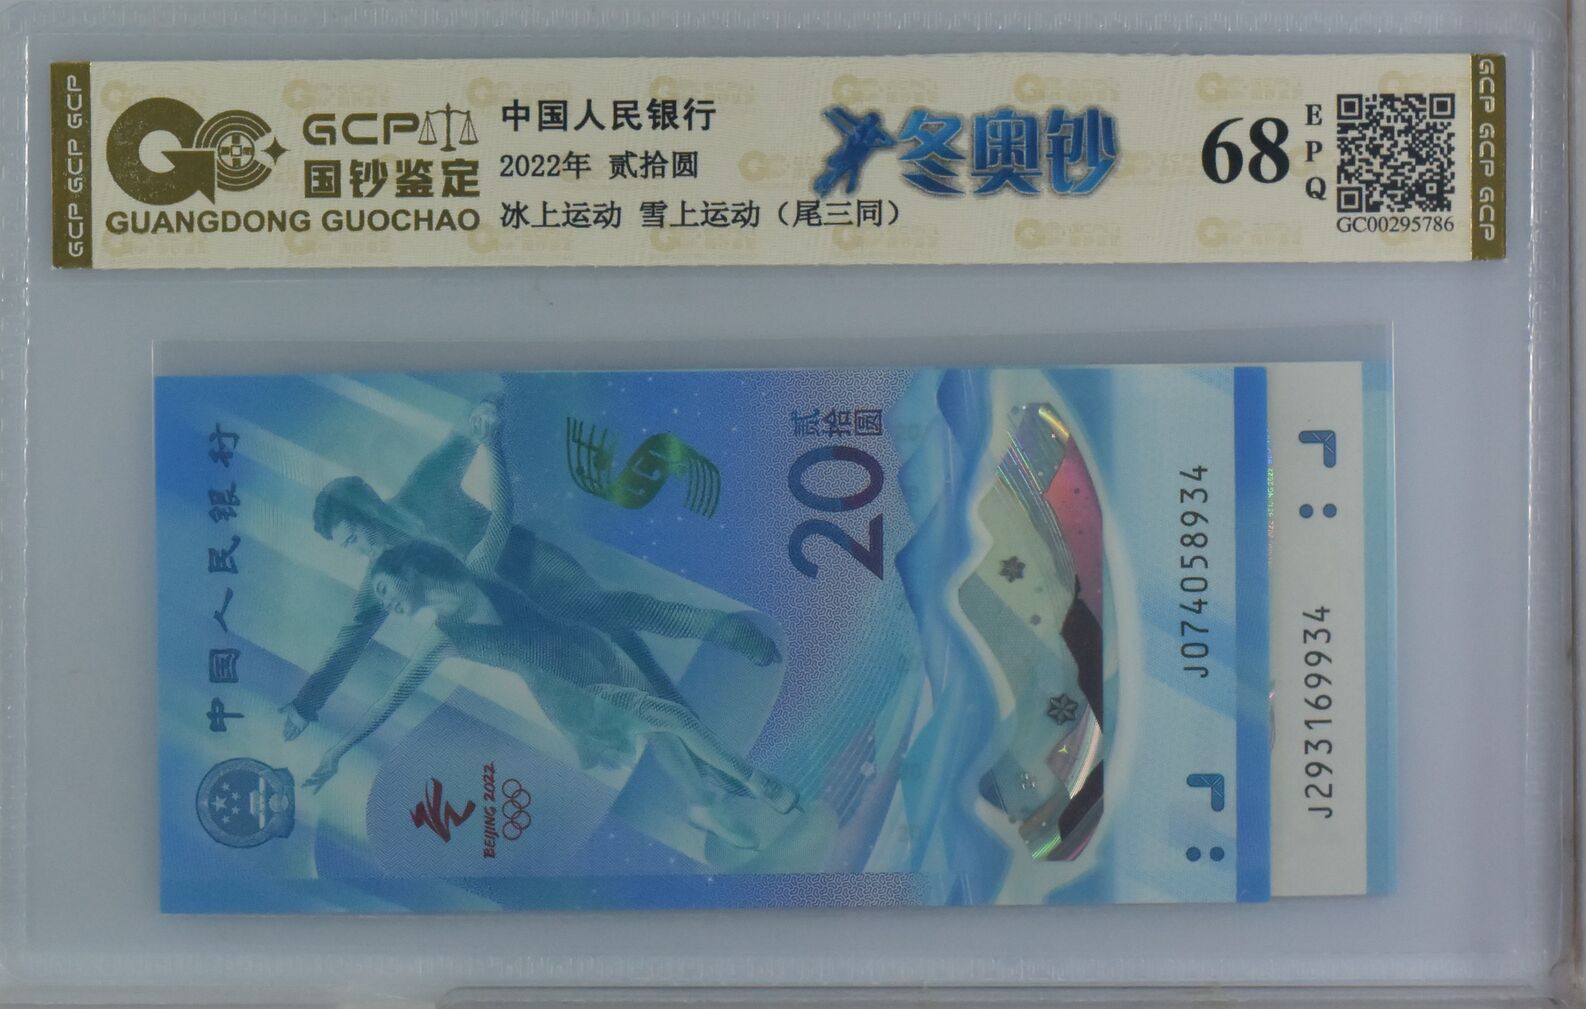 GCP GCP GCP
GCP
国钞鉴定
GUANGDONG GUOCHAO
中国人民银行
2022年 贰拾圆
冰上运动 雪上运动（尾三同）
冬奥钞
68
EPQ
GC00295786
GCP GCP GCP GCP
中国人民银行
BEIJING 2022
贰拾圆
20
J074058934
J293169934